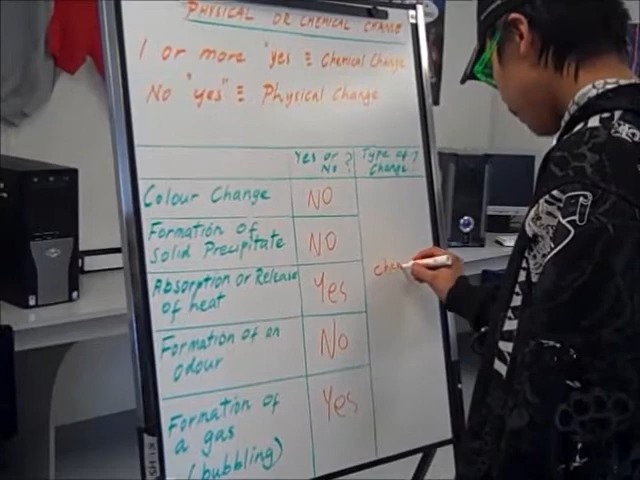 PHYSICAL OR CHEMICAL CHANGE
1 or more "yes ≡ Chemical Change
No "yes" ≡ Physical Change
Yes or No ? Type of ? Change
Colour Change NO
Formation of Solid Precipitate NO
Absorption or Release of heat Yes chem
Formation of an odour No
Formation of a gas (bubbling) Yes